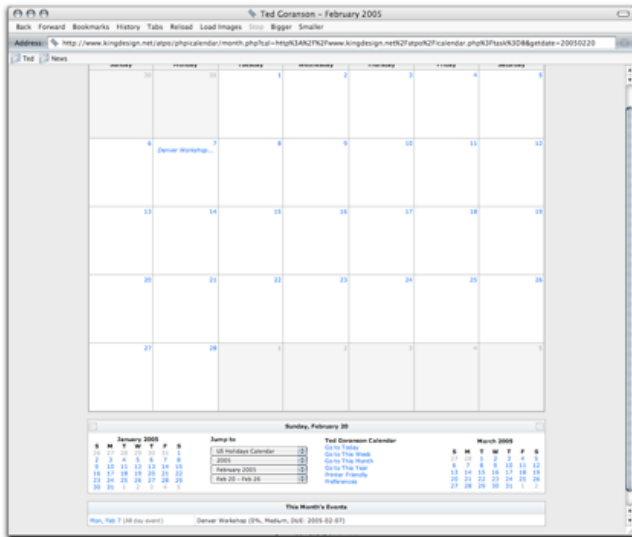 Ted Goranson – February 2005
Back Forward Bookmarks History Tabs Reload Load Images Stop Bigger Smaller
Address: http://www.kingdesign.net/atpo/phpicalendar/month.php?cal=http%3A%2F%2Fwww.kingdesign.net%2Fatpo%2Ficalendar.php%3Ftask%3D8&getdate=20050220
Ted News
Sunday Monday Tuesday Wednesday Thursday Friday Saturday
30 31 1 2 3 4 5
6 7 8 9 10 11 12
Denver Workshop...
13 14 15 16 17 18 19
20 21 22 23 24 25 26
27 28 1 2 3 4 5
Sunday, February 20
January 2005
S M T W T F S
26 27 28 29 30 31 1
2 3 4 5 6 7 8
9 10 11 12 13 14 15
16 17 18 19 20 21 22
23 24 25 26 27 28 29
30 31 1 2 3 4 5
Jump to
US Holidays Calendar
2005
February 2005
Feb 20 – Feb 26
Ted Goranson Calendar
Go to Today
Go to This Week
Go to This Month
Go to This Year
Printer Friendly
Preferences
March 2005
S M T W T F S
27 28 1 2 3 4 5
6 7 8 9 10 11 12
13 14 15 16 17 18 19
20 21 22 23 24 25 26
27 28 29 30 31 1 2
This Month's Events
Mon, Feb 7 (All day event) Denver Workshop (0%, Medium, DUE: 2005-02-07)